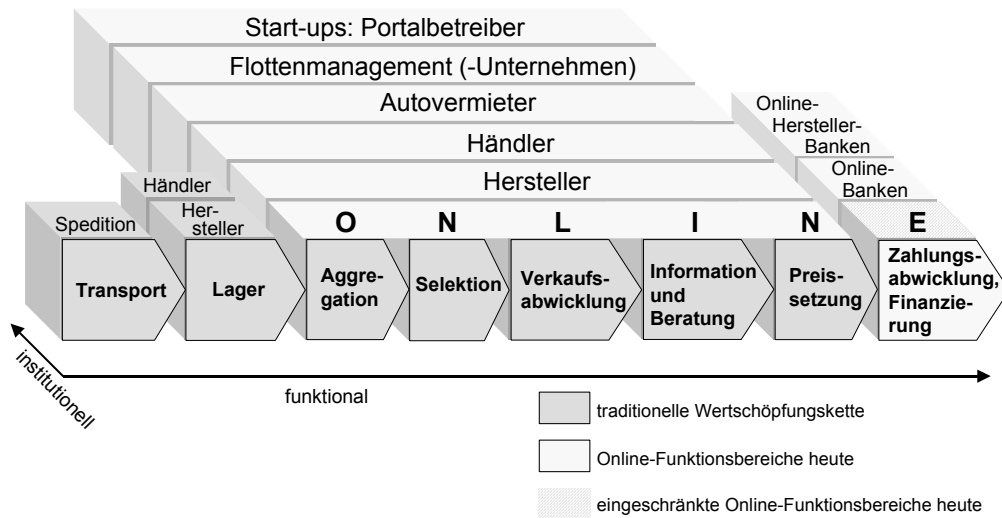 Start-ups: Portalbetreiber
Flottenmanagement (-Unternehmen)
Autovermieter
Händler
Hersteller
Online-
Hersteller-
Banken
Online-
Banken
Händler
Her-
steller
Spedition
O N L I N E
Transport
Lager
Aggre-
gation
Selektion
Verkaufs-
abwicklung
Information
und
Beratung
Preis-
setzung
Zahlungs-
abwicklung,
Finanzie-
rung
institutionell
funktional
traditionelle Wertschöpfungskette
Online-Funktionsbereiche heute
eingeschränkte Online-Funktionsbereiche heute